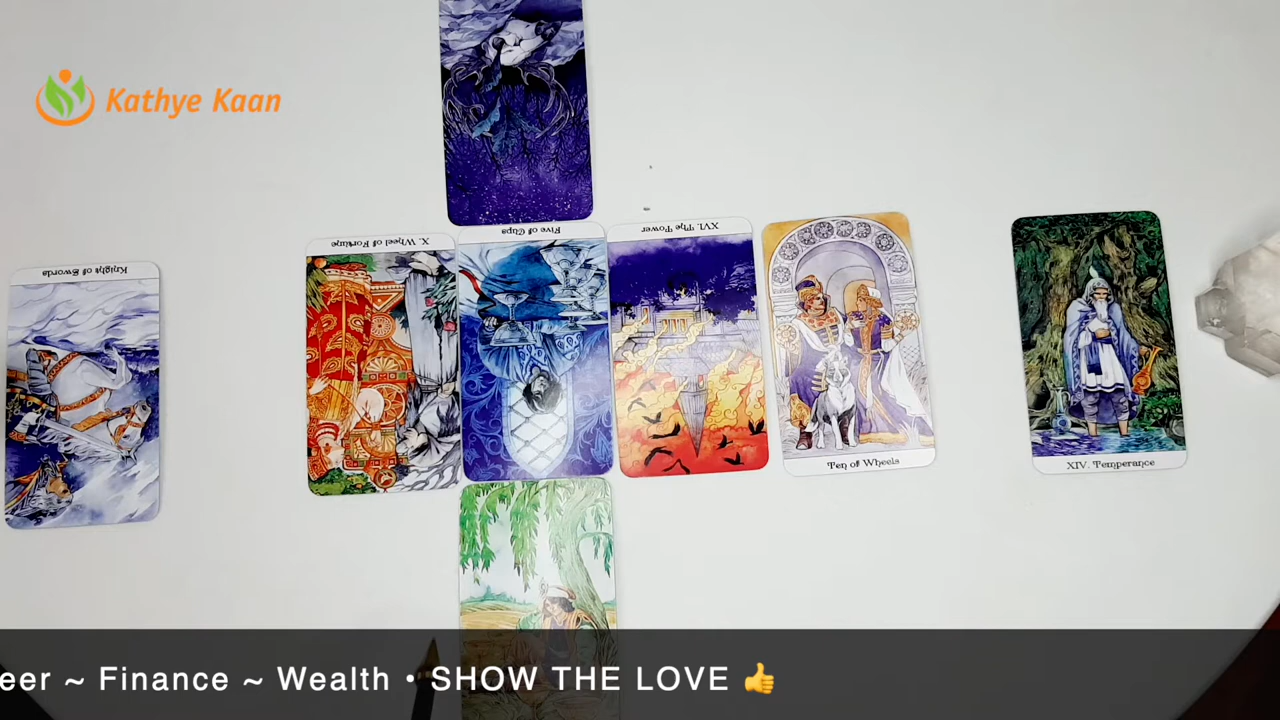 Kathye Kaan
XVI. The Tower
Five of Cups
X. Wheel of Fortune
Knight of Swords
Ten of Wheels
XIV. Temperance
eer ~ Finance ~ Wealth • SHOW THE LOVE 👍